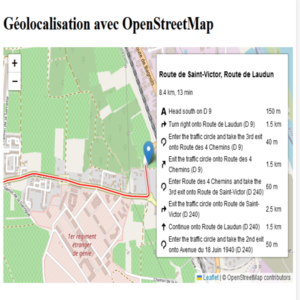 Géolocalisation avec OpenStreetMap
+
−
Route de Saint-Victor, Route de Laudun
8.4 km, 13 min
Head south on D 9 150 m
Turn right onto Route de Laudun (D 9) 1.5 km
Enter the traffic circle and take the 3rd exit 40 m
onto Route des 4 Chemins (D 9)
Exit the traffic circle onto Route des 4 1.5 km
Chemins (D 9)
Enter Route des 4 Chemins and take the 60 m
3rd exit onto Route de Saint-Victor (D 240)
Exit the traffic circle onto Route de Saint- 2.5 km
Victor (D 240)
Continue onto Route de Laudun (D 240) 1.5 km
Enter the traffic circle and take the 2nd exit 50 m
onto Avenue du 18 Juin 1940 (D 240)
1er régiment
étranger
de génie
Leaflet | © OpenStreetMap contributors